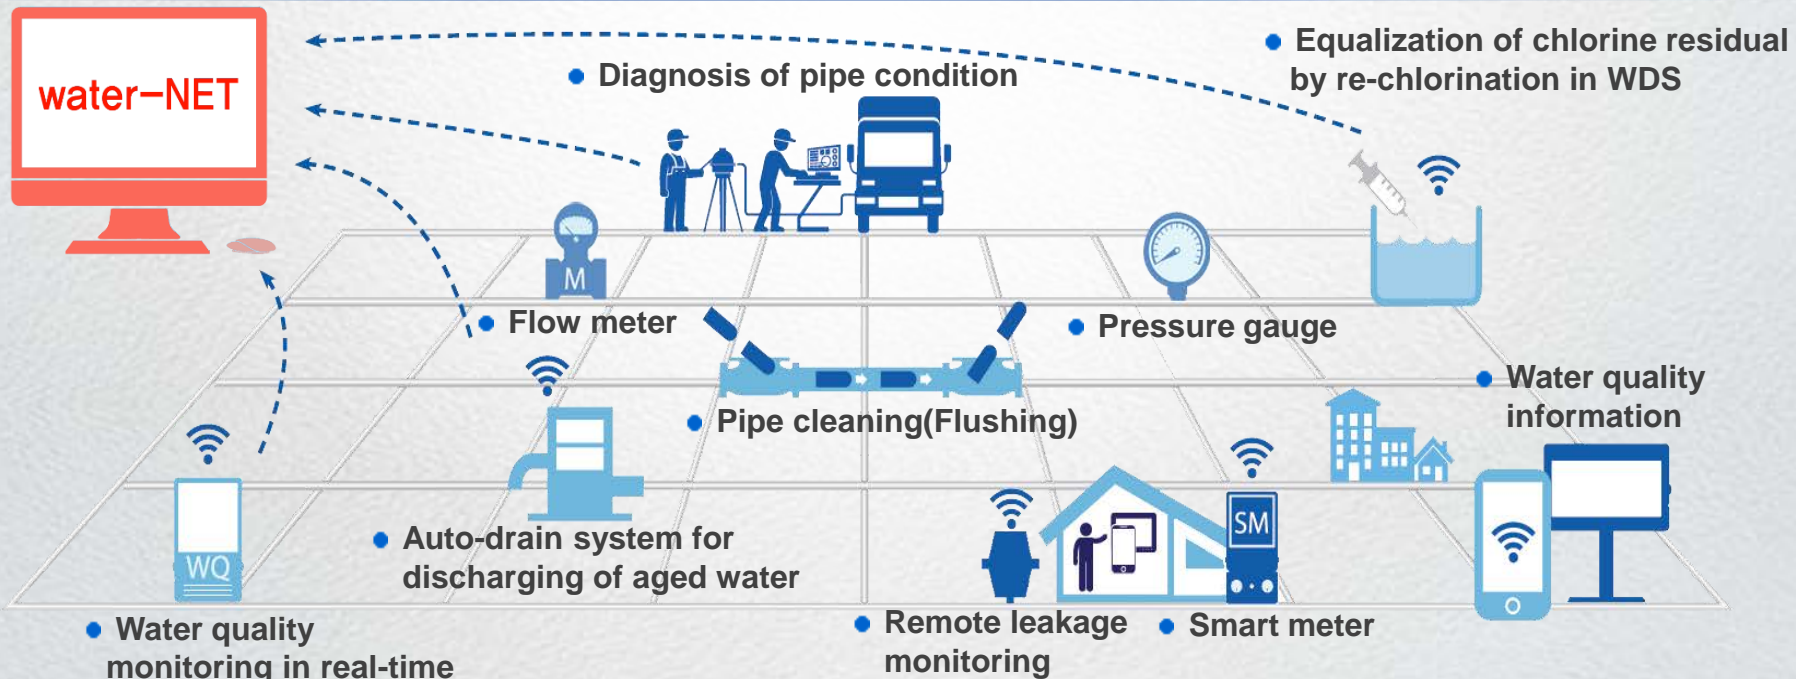 water-NET
Equalization of chlorine residual
by re-chlorination in WDS
Diagnosis of pipe condition
M
Flow meter
Pressure gauge
Pipe cleaning(Flushing)
Water quality
information
WQ
Auto-drain system for
discharging of aged water
SM
Water quality
monitoring in real-time
Remote leakage
monitoring
Smart meter